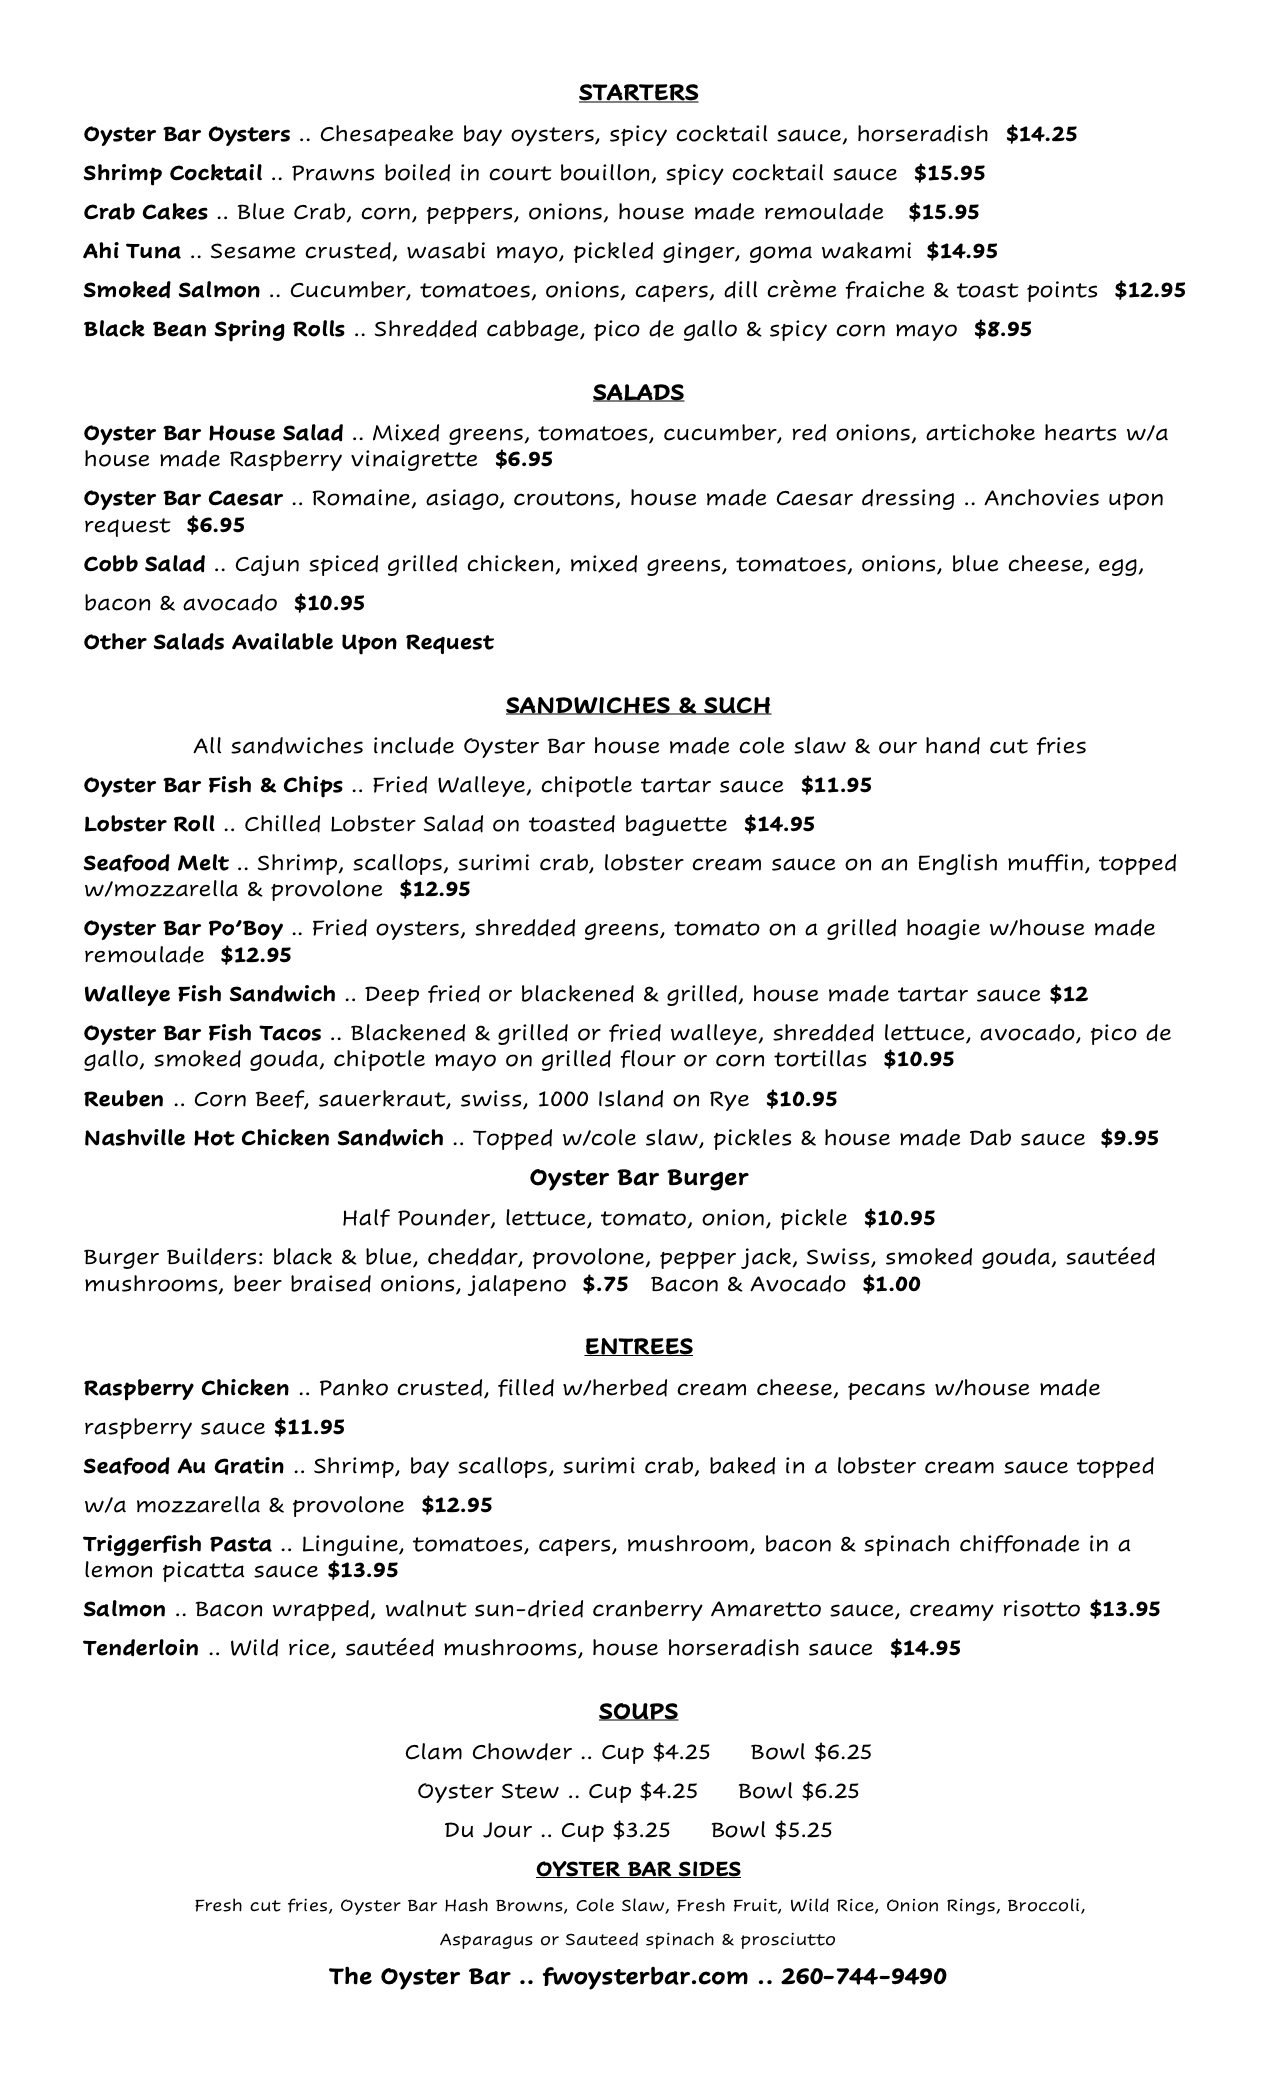 STARTERS
Oyster Bar Oysters .. Chesapeake bay oysters, spicy cocktail sauce, horseradish $14.25
Shrimp Cocktail .. Prawns boiled in court bouillon, spicy cocktail sauce $15.95
Crab Cakes .. Blue Crab, corn, peppers, onions, house made remoulade $15.95
Ahi Tuna .. Sesame crusted, wasabi mayo, pickled ginger, goma wakami $14.95
Smoked Salmon .. Cucumber, tomatoes, onions, capers, dill crème fraiche & toast points $12.95
Black Bean Spring Rolls .. Shredded cabbage, pico de gallo & spicy corn mayo $8.95
SALADS
Oyster Bar House Salad .. Mixed greens, tomatoes, cucumber, red onions, artichoke hearts w/a
house made Raspberry vinaigrette $6.95
Oyster Bar Caesar .. Romaine, asiago, croutons, house made Caesar dressing .. Anchovies upon
request $6.95
Cobb Salad .. Cajun spiced grilled chicken, mixed greens, tomatoes, onions, blue cheese, egg,
bacon & avocado $10.95
Other Salads Available Upon Request
SANDWICHES & SUCH
All sandwiches include Oyster Bar house made cole slaw & our hand cut fries
Oyster Bar Fish & Chips .. Fried Walleye, chipotle tartar sauce $11.95
Lobster Roll .. Chilled Lobster Salad on toasted baguette $14.95
Seafood Melt .. Shrimp, scallops, surimi crab, lobster cream sauce on an English muffin, topped
w/mozzarella & provolone $12.95
Oyster Bar Po’Boy .. Fried oysters, shredded greens, tomato on a grilled hoagie w/house made
remoulade $12.95
Walleye Fish Sandwich .. Deep fried or blackened & grilled, house made tartar sauce $12
Oyster Bar Fish Tacos .. Blackened & grilled or fried walleye, shredded lettuce, avocado, pico de
gallo, smoked gouda, chipotle mayo on grilled flour or corn tortillas $10.95
Reuben .. Corn Beef, sauerkraut, swiss, 1000 Island on Rye $10.95
Nashville Hot Chicken Sandwich .. Topped w/cole slaw, pickles & house made Dab sauce $9.95
Oyster Bar Burger
Half Pounder, lettuce, tomato, onion, pickle $10.95
Burger Builders: black & blue, cheddar, provolone, pepper jack, Swiss, smoked gouda, sautéed
mushrooms, beer braised onions, jalapeno $.75 Bacon & Avocado $1.00
ENTREES
Raspberry Chicken .. Panko crusted, filled w/herbed cream cheese, pecans w/house made
raspberry sauce $11.95
Seafood Au Gratin .. Shrimp, bay scallops, surimi crab, baked in a lobster cream sauce topped
w/a mozzarella & provolone $12.95
Triggerfish Pasta .. Linguine, tomatoes, capers, mushroom, bacon & spinach chiffonade in a
lemon picatta sauce $13.95
Salmon .. Bacon wrapped, walnut sun-dried cranberry Amaretto sauce, creamy risotto $13.95
Tenderloin .. Wild rice, sautéed mushrooms, house horseradish sauce $14.95
SOUPS
Clam Chowder .. Cup $4.25 Bowl $6.25
Oyster Stew .. Cup $4.25 Bowl $6.25
Du Jour .. Cup $3.25 Bowl $5.25
OYSTER BAR SIDES
Fresh cut fries, Oyster Bar Hash Browns, Cole Slaw, Fresh Fruit, Wild Rice, Onion Rings, Broccoli,
Asparagus or Sauteed spinach & prosciutto
The Oyster Bar .. fwoysterbar.com .. 260-744-9490